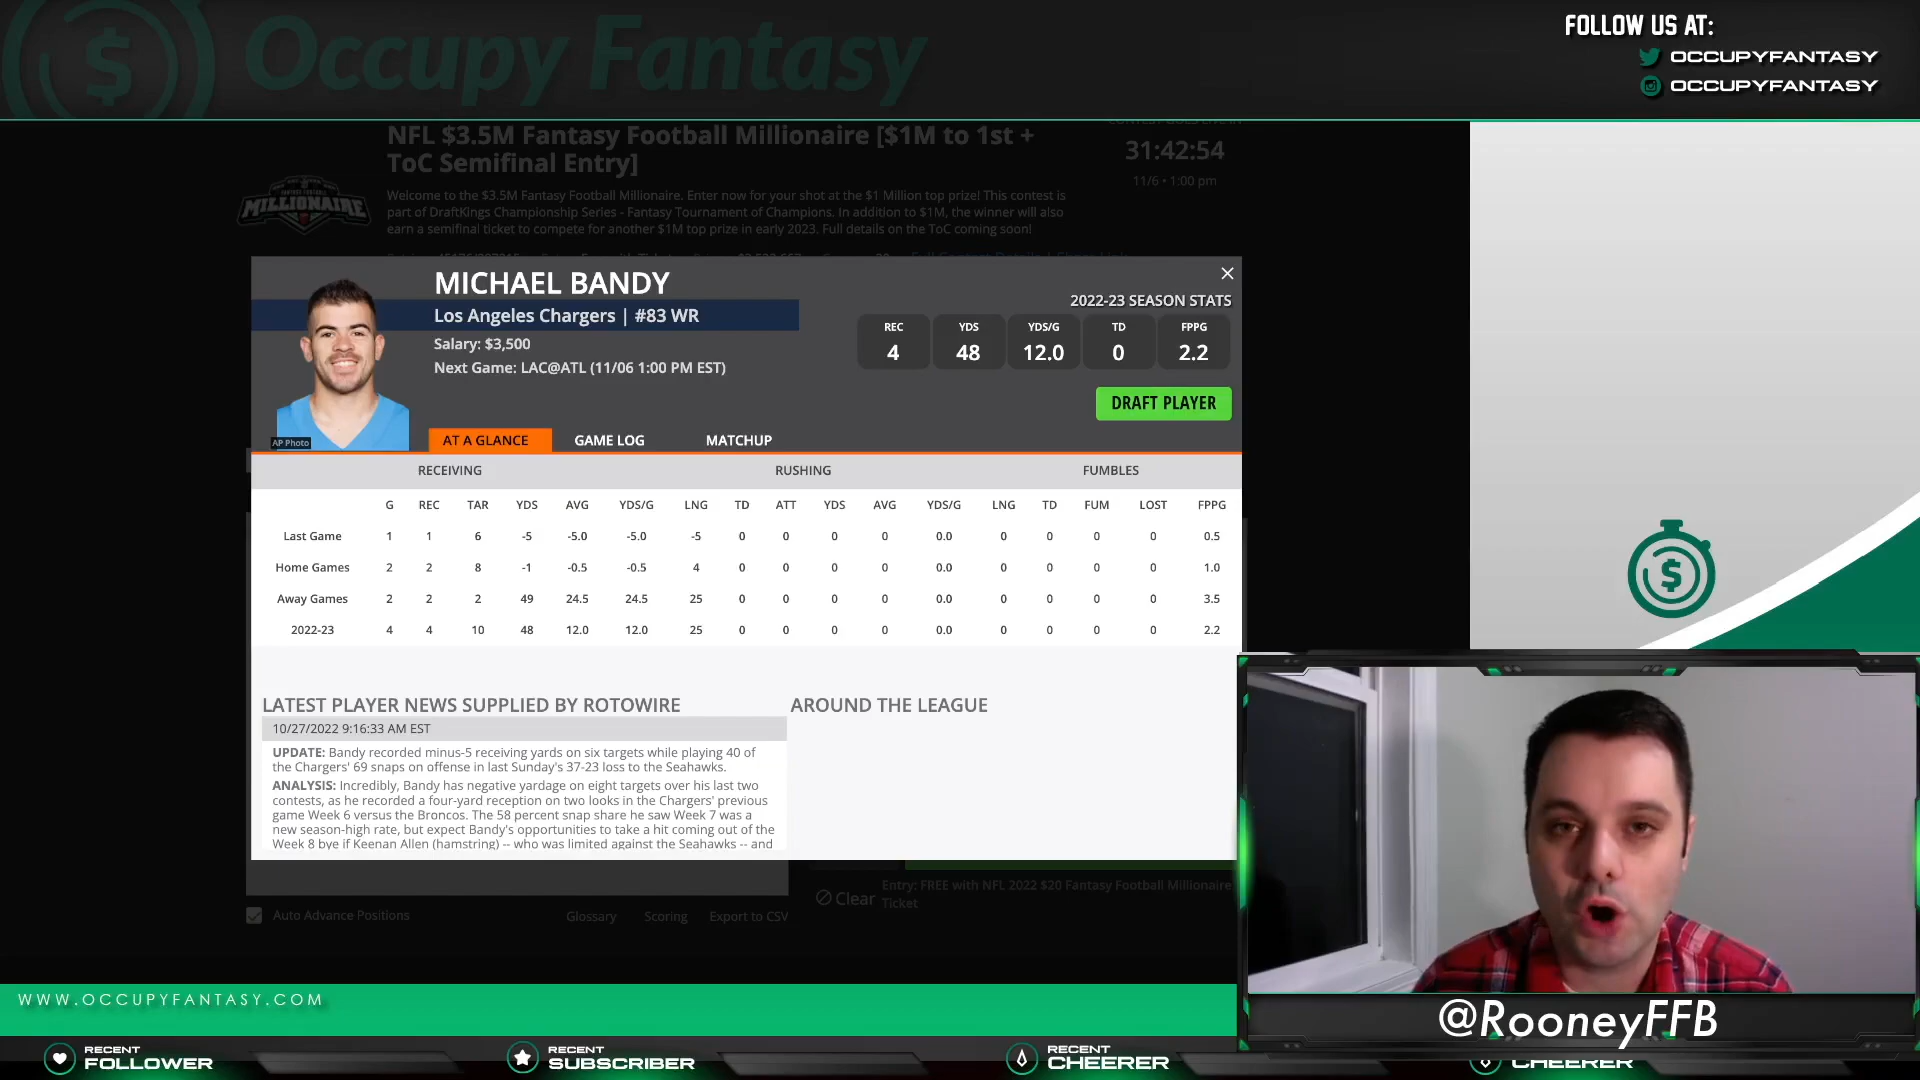 Occupy Fantasy
FOLLOW US AT:
OCCUPYFANTASY
OCCUPYFANTASY
NFL $3.5M Fantasy Football Millionaire [$1M to 1st +
ToC Semifinal Entry]
31:42:54
11/6 • 1:00 pm
MILLIONAIRE
Welcome to the $3.5M Fantasy Football Millionaire. Enter now for your shot at the $1 Million top prize! This contest is
part of DraftKings Championship Series - Fantasy Tournament of Champions. In addition to $1M, the winner will also
earn a semifinal ticket to compete for another $1M top prize in early 2023. Full details on the ToC coming soon!
MICHAEL BANDY
Los Angeles Chargers | #83 WR
Salary: $3,500
Next Game: LAC@ATL (11/06 1:00 PM EST)
2022-23 SEASON STATS
REC YDS YDS/G TD FPPG
4 48 12.0 0 2.2
DRAFT PLAYER
AP Photo
AT A GLANCE GAME LOG MATCHUP
RECEIVING RUSHING FUMBLES
G REC TAR YDS AVG YDS/G LNG TD ATT YDS AVG YDS/G LNG TD FUM LOST FPPG
Last Game 1 1 6 -5 -5.0 -5.0 -5 0 0 0 0 0.0 0 0 0 0 0.5
Home Games 2 2 8 -1 -0.5 -0.5 4 0 0 0 0 0.0 0 0 0 0 1.0
Away Games 2 2 2 49 24.5 24.5 25 0 0 0 0 0.0 0 0 0 0 3.5
2022-23 4 4 10 48 12.0 12.0 25 0 0 0 0 0.0 0 0 0 0 2.2
LATEST PLAYER NEWS SUPPLIED BY ROTOWIRE
AROUND THE LEAGUE
10/27/2022 9:16:33 AM EST
UPDATE: Bandy recorded minus-5 receiving yards on six targets while playing 40 of
the Chargers' 69 snaps on offense in last Sunday's 37-23 loss to the Seahawks.
ANALYSIS: Incredibly, Bandy has negative yardage on eight targets over his last two
contests, as he recorded a four-yard reception on two looks in the Chargers' previous
game Week 6 versus the Broncos. The 58 percent snap share he saw Week 7 was a
new season-high rate, but expect Bandy's opportunities to take a hit coming out of the
Week 8 bye if Keenan Allen (hamstring) -- who was limited against the Seahawks -- and
Clear
Entry: FREE with NFL 2022 $20 Fantasy Football Millionaire
Ticket
Auto Advance Positions
Glossary Scoring Export to CSV
WWW.OCCUPYFANTASY.COM
@RooneyFFB
RECENT
FOLLOWER
RECENT
SUBSCRIBER
RECENT
CHEERER
CHEERER